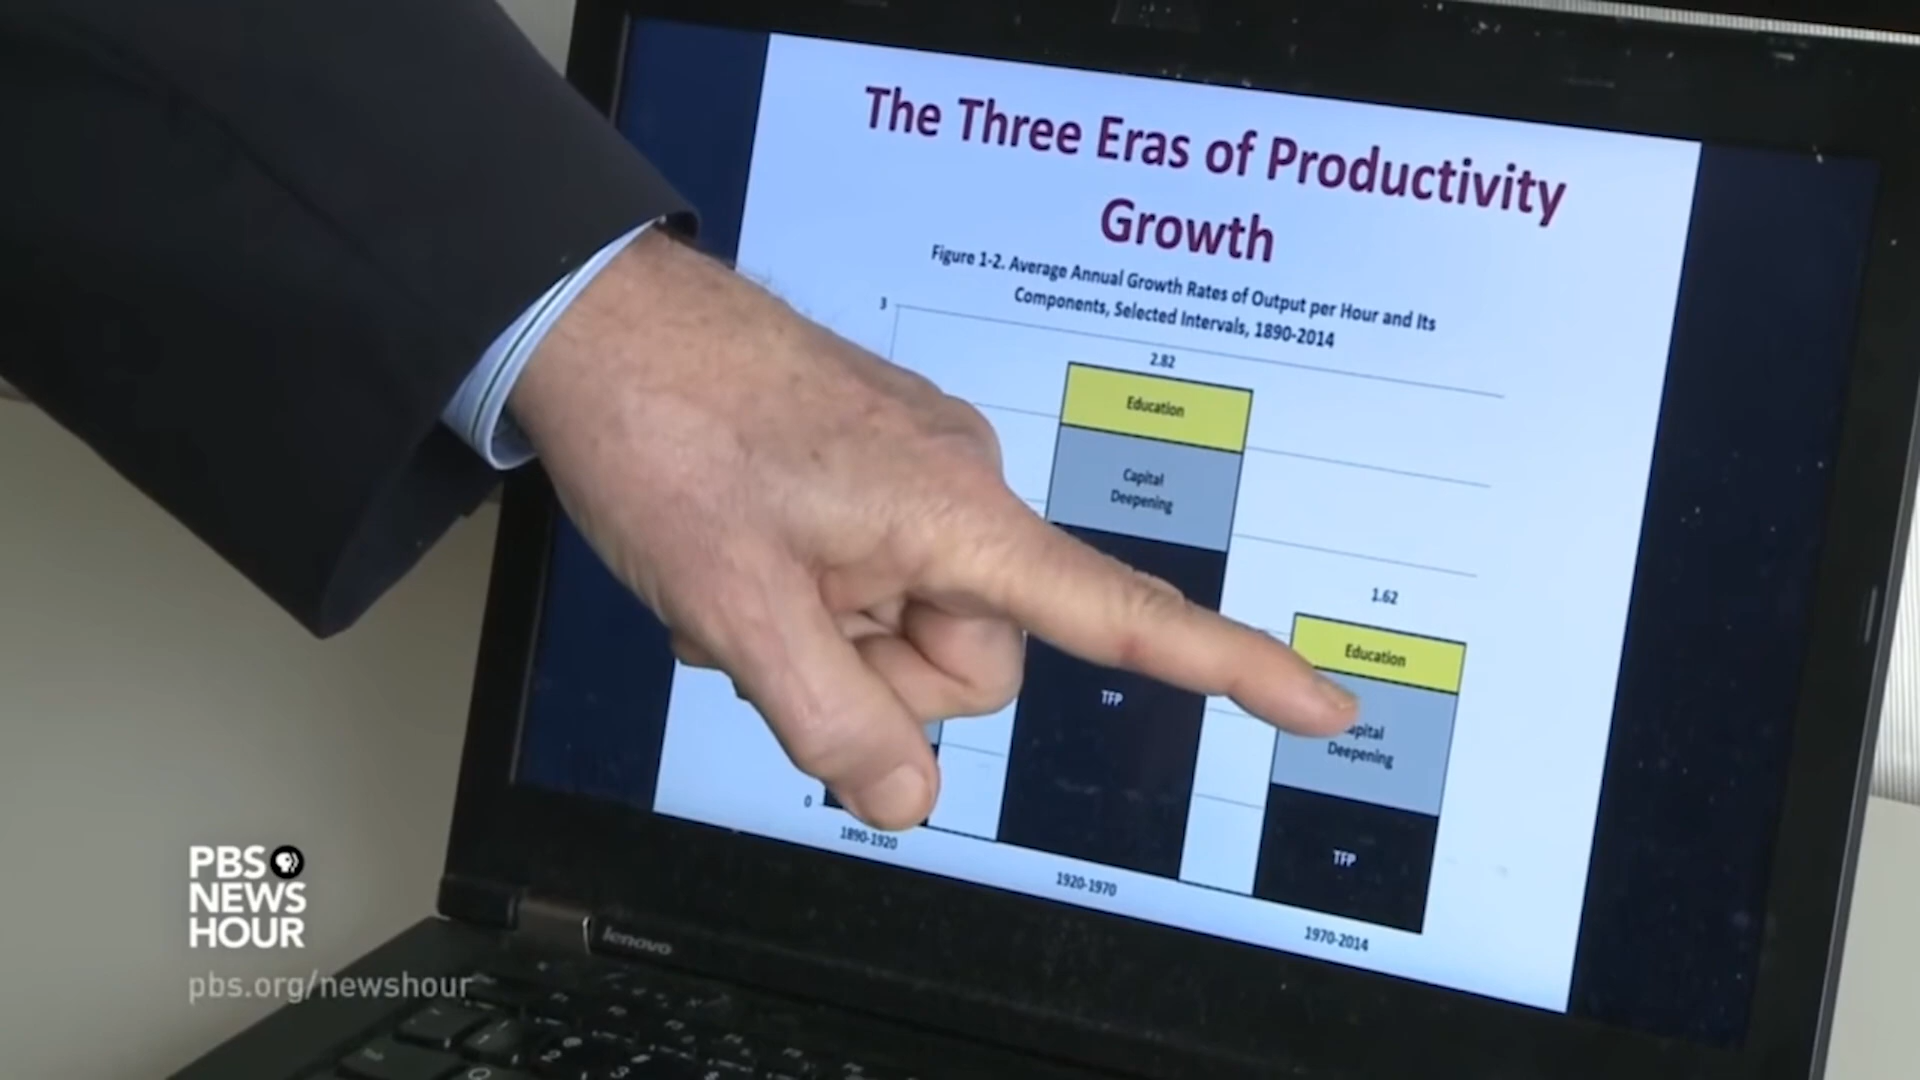 The Three Eras of Productivity
Growth
Figure 1-2. Average Annual Growth Rates of Output per Hour and Its
Components, Selected Intervals, 1890-2014
3
2.82
Education
Capital
Deepening
TFP
1.62
Education
apital
Deepening
TFP
0
1890-1920
1920-1970
1970-2014
lenovo
PBS
NEWS
HOUR
pbs.org/newshour